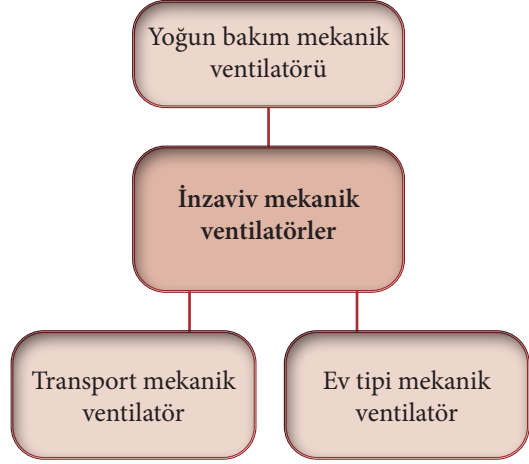 Yoğun bakım mekanik
ventilatörü
İnzaviv mekanik
ventilatörler
Transport mekanik
ventilatör
Ev tipi mekanik
ventilatör